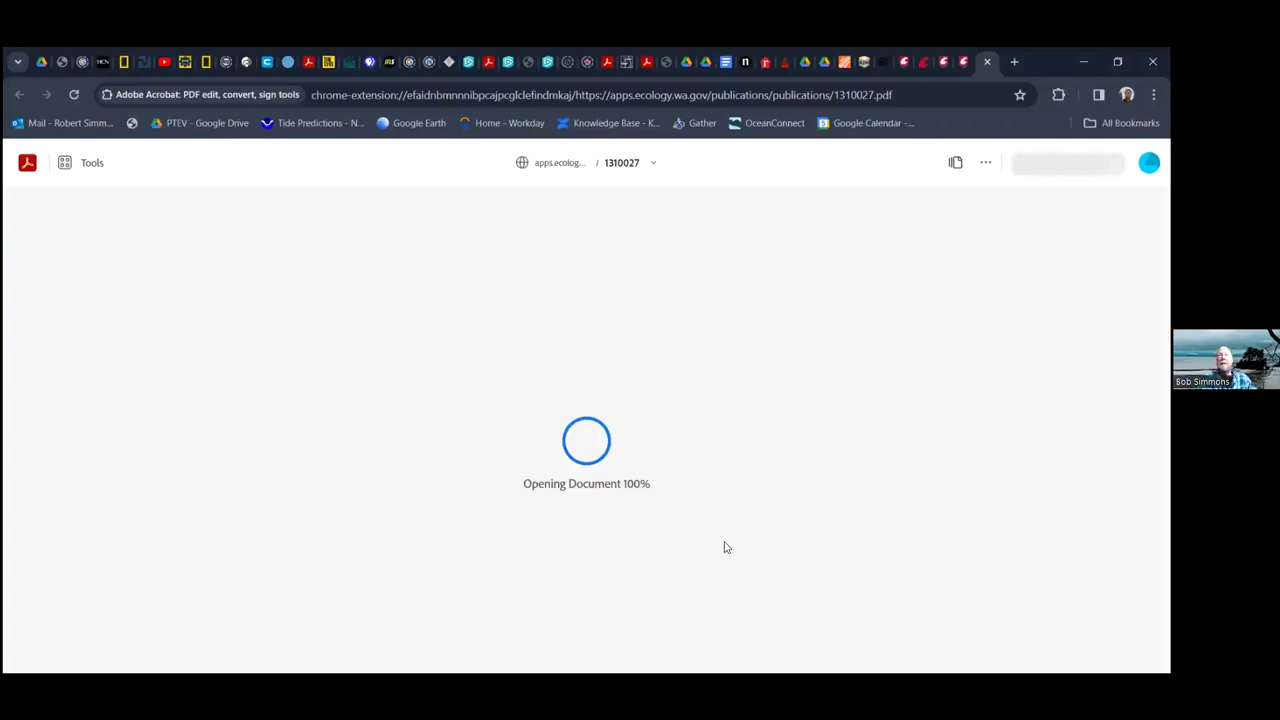 Adobe Acrobat: PDF edit, convert, sign tools
chrome-extension://efaidnbmnnnibpcajpcglclefindmkaj/https://apps.ecology.wa.gov/publications/publications/1310027.pdf
Mail - Robert Simm...
PTEV - Google Drive
Tide Predictions - N...
Google Earth
Home - Workday
Knowledge Base - K...
Gather
OceanConnect
Google Calendar -...
All Bookmarks
Tools
apps.ecolog... / 1310027
Opening Document 100%
Bob Simmons